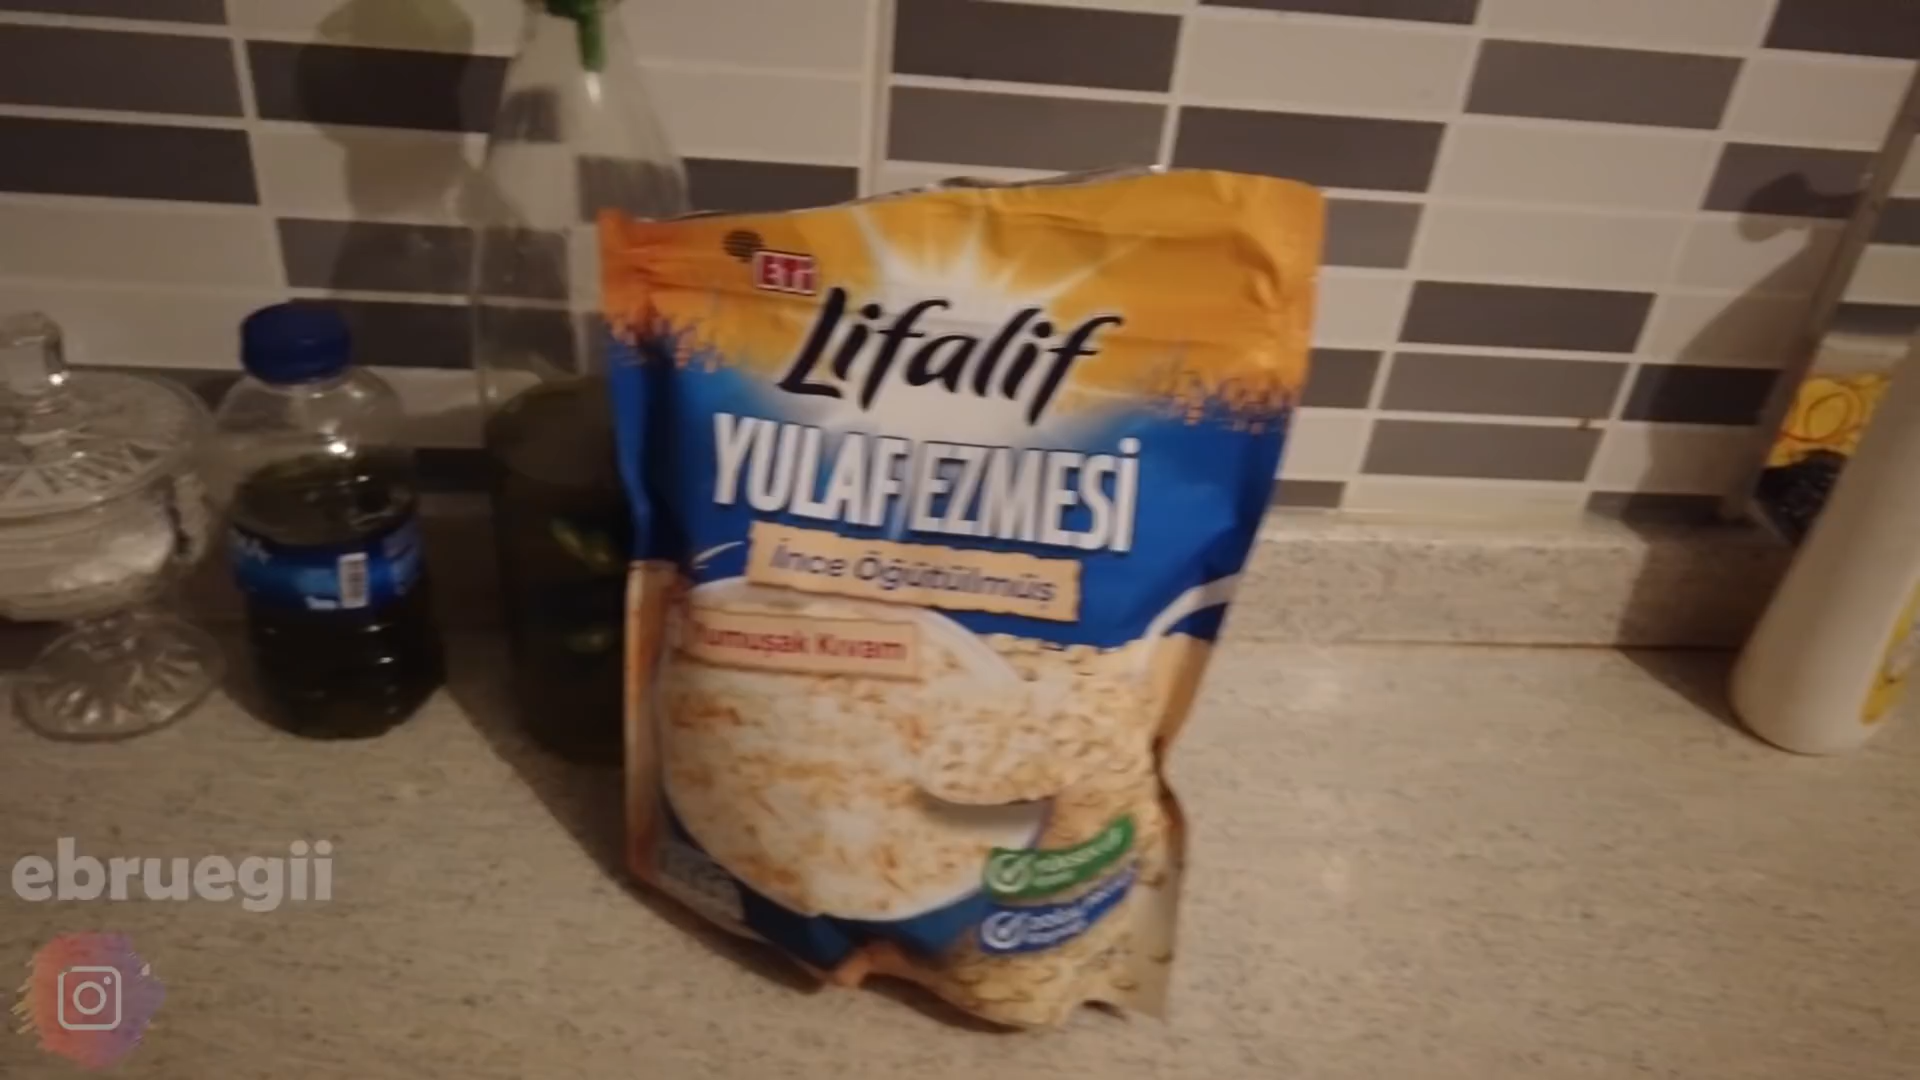 ETİ
Lifalif
YULAF EZMESİ
İnce Öğütülmüş
Yumuşak Kıvam
ebruegii